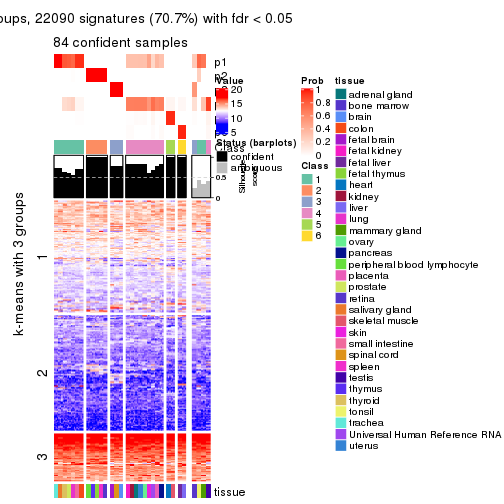 oups, 22090 signatures (70.7%) with fdr < 0.05
84 confident samples
p1
Value
20
15
10
5
Class
Status (barplots)
confident
ambiguous
0.5
0
Prob
1
0.8
0.6
0.4
0.2
0
Class
1
2
3
4
5
6
tissue
adrenal gland
bone marrow
brain
colon
fetal brain
fetal kidney
fetal liver
fetal thymus
heart
kidney
liver
lung
mammary gland
ovary
pancreas
peripheral blood lymphocyte
placenta
prostate
retina
salivary gland
skeletal muscle
skin
small intestine
spinal cord
spleen
testis
thymus
thyroid
tonsil
trachea
Universal Human Reference RNA
uterus
k-means with 3 groups
1
2
3
tissue